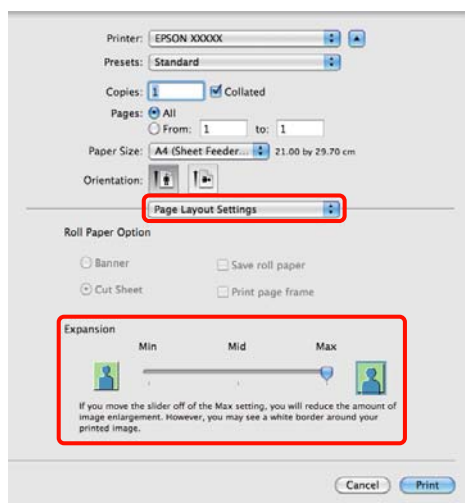 Printer: EPSON XXXXX
Presets: Standard
Copies: 1 Collated
Pages: All
From: 1 to: 1
Paper Size: A4 (Sheet Feeder... 21.00 by 29.70 cm
Orientation:
Page Layout Settings
Roll Paper Option
Banner Save roll paper
Cut Sheet Print page frame
Expansion
Min Mid Max
If you move the slider off of the Max setting, you will reduce the amount of
image enlargement. However, you may see a white border around your
printed image.
Cancel Print